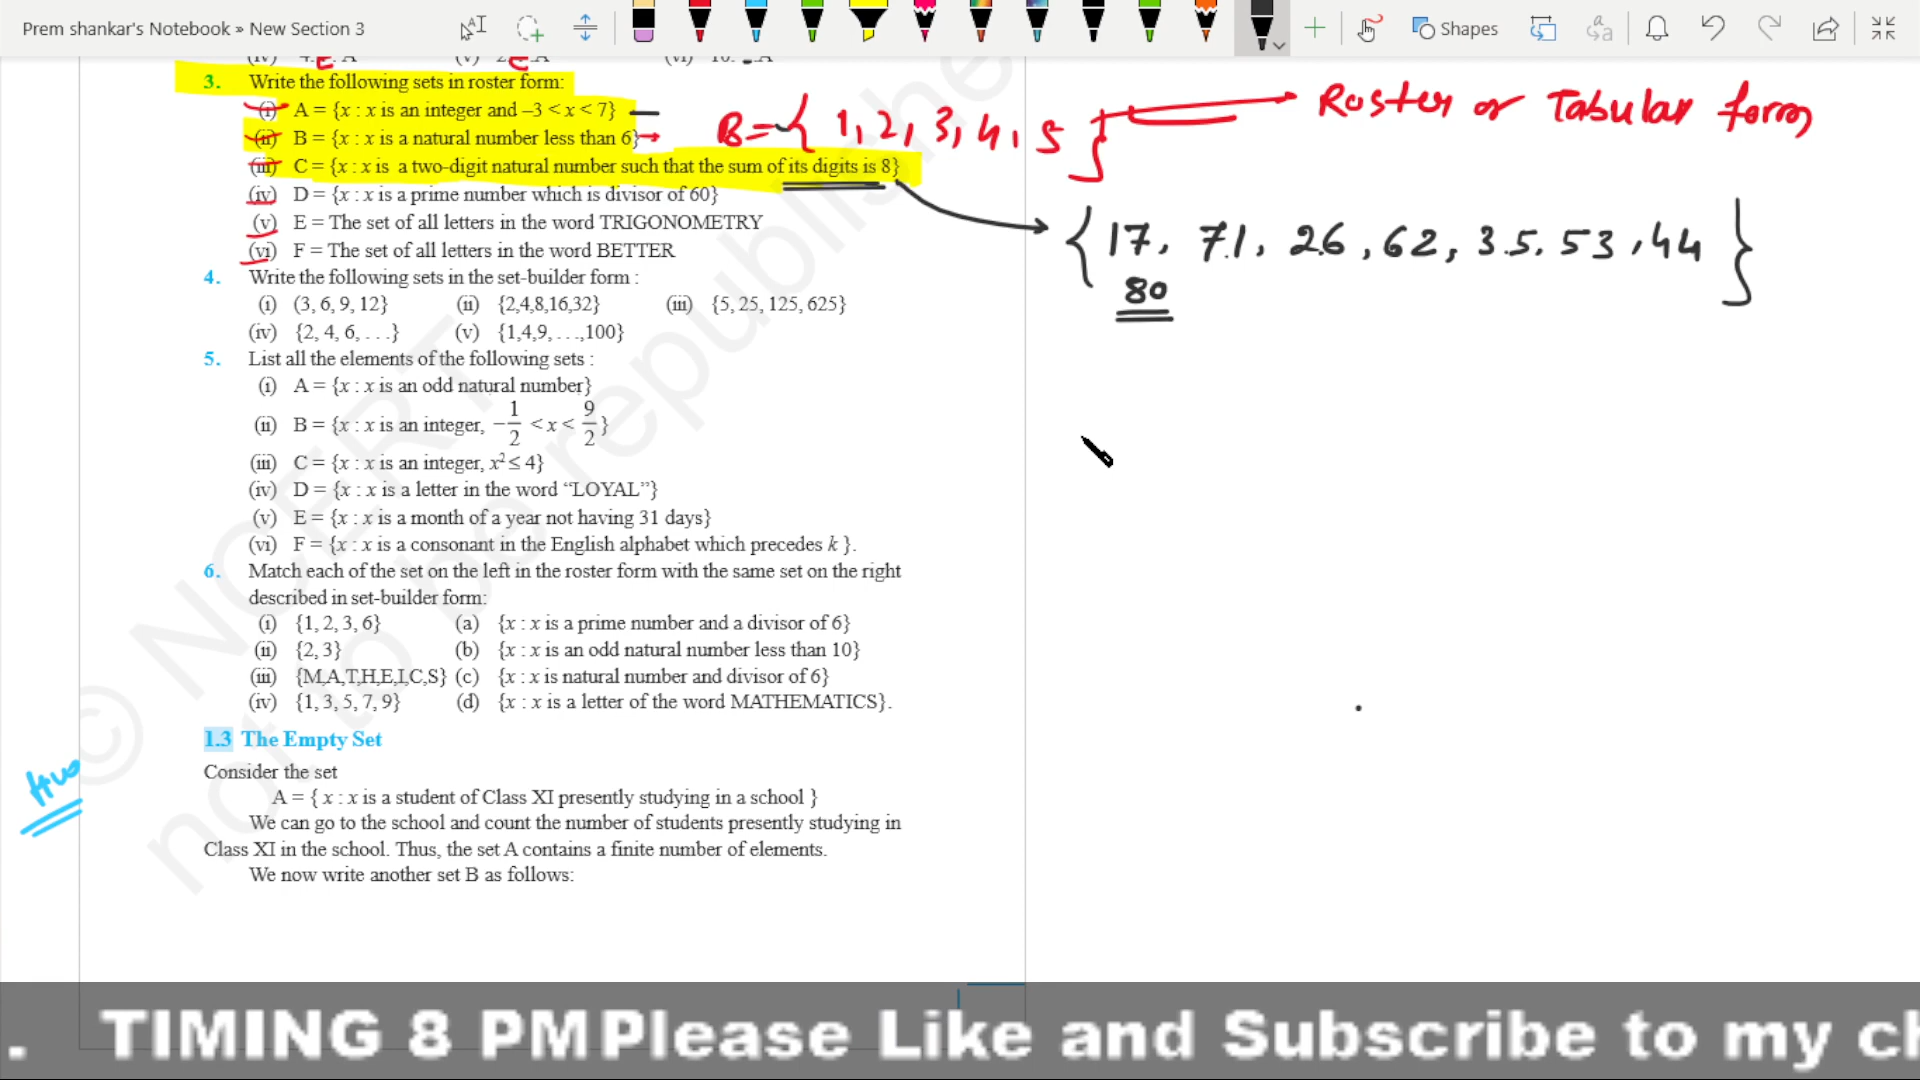 Prem shankar's Notebook » New Section 3
Shapes
3. Write the following sets in roster form:
(i) A = {x : x is an integer and –3 < x < 7}
(ii) B = {x : x is a natural number less than 6}
(iii) C = {x : x is a two-digit natural number such that the sum of its digits is 8}
(iv) D = {x : x is a prime number which is divisor of 60}
(v) E = The set of all letters in the word TRIGONOMETRY
(vi) F = The set of all letters in the word BETTER
4. Write the following sets in the set-builder form :
(i) (3, 6, 9, 12} (ii) {2,4,8,16,32} (iii) {5, 25, 125, 625}
(iv) {2, 4, 6, . . .} (v) {1,4,9, . . .,100}
5. List all the elements of the following sets :
(i) A = {x : x is an odd natural number}
(ii) B = {x : x is an integer, –1/2 < x < 9/2}
(iii) C = {x : x is an integer, x² ≤ 4}
(iv) D = {x : x is a letter in the word “LOYAL”}
(v) E = {x : x is a month of a year not having 31 days}
(vi) F = {x : x is a consonant in the English alphabet which precedes k }.
6. Match each of the set on the left in the roster form with the same set on the right
described in set-builder form:
(i) {1, 2, 3, 6} (a) {x : x is a prime number and a divisor of 6}
(ii) {2, 3} (b) {x : x is an odd natural number less than 10}
(iii) {M,A,T,H,E,I,C,S} (c) {x : x is natural number and divisor of 6}
(iv) {1, 3, 5, 7, 9} (d) {x : x is a letter of the word MATHEMATICS}.
1.3 The Empty Set
Consider the set
A = { x : x is a student of Class XI presently studying in a school }
We can go to the school and count the number of students presently studying in
Class XI in the school. Thus, the set A contains a finite number of elements.
We now write another set B as follows:
B = { 1, 2, 3, 4, 5 }
Roster or Tabular form
{ 17, 71, 26, 62, 35, 53, 44 }
80
© NCERT
not to be republished
. TIMING 8 PM Please Like and Subscribe to my ch